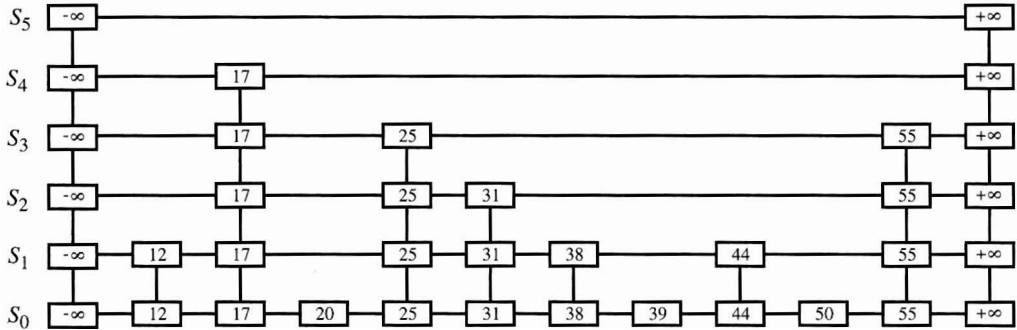 S5 -∞ +∞
S4 -∞ 17 +∞
S3 -∞ 17 25 55 +∞
S2 -∞ 17 25 31 55 +∞
S1 -∞ 12 17 25 31 38 44 55 +∞
S0 -∞ 12 17 20 25 31 38 39 44 50 55 +∞